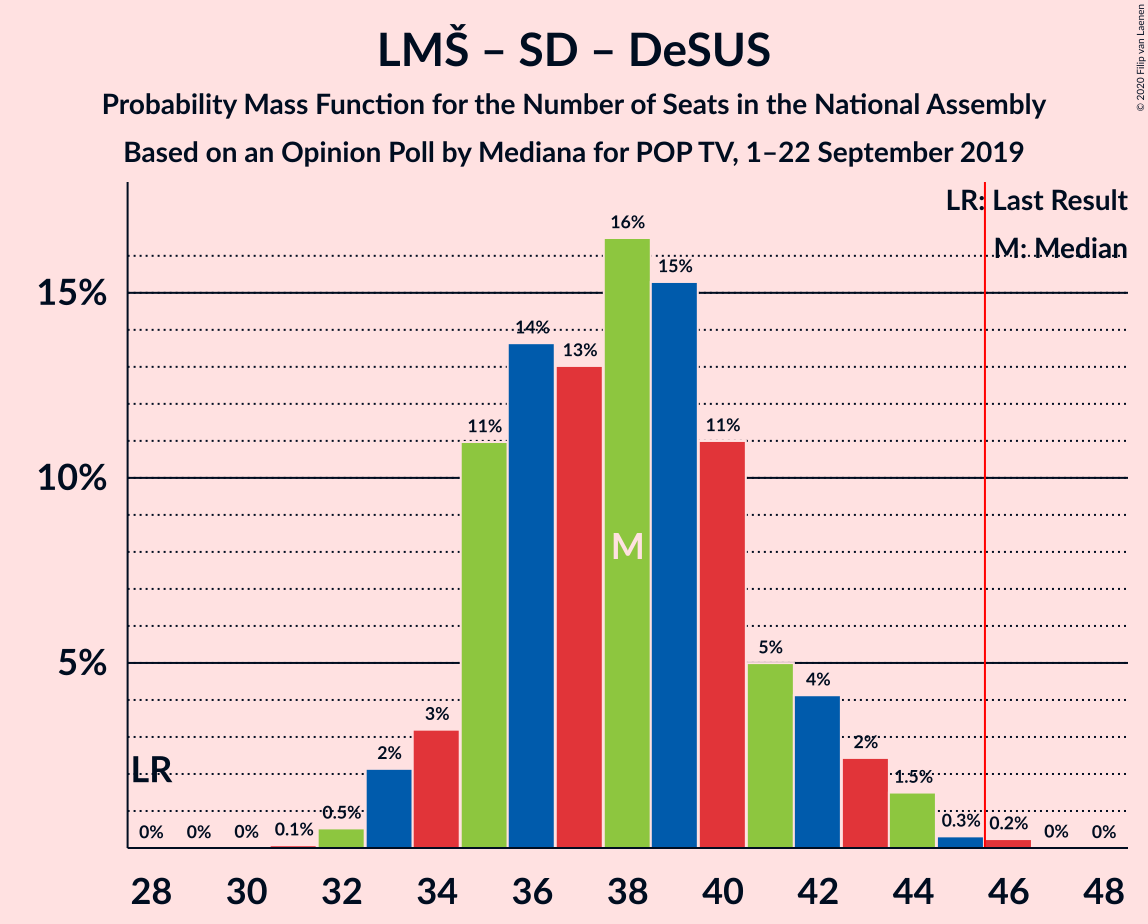 LMŠ – SD – DeSUS
Probability Mass Function for the Number of Seats in the National Assembly
Based on an Opinion Poll by Mediana for POP TV, 1–22 September 2019
© 2020 Filip van Laenen
LR: Last Result
M: Median
15%
10%
5%
LR
M
0% 0% 0% 0.1% 0.5% 2% 3% 11% 14% 13% 16% 15% 11% 5% 4% 2% 1.5% 0.3% 0.2% 0% 0%
28 30 32 34 36 38 40 42 44 46 48